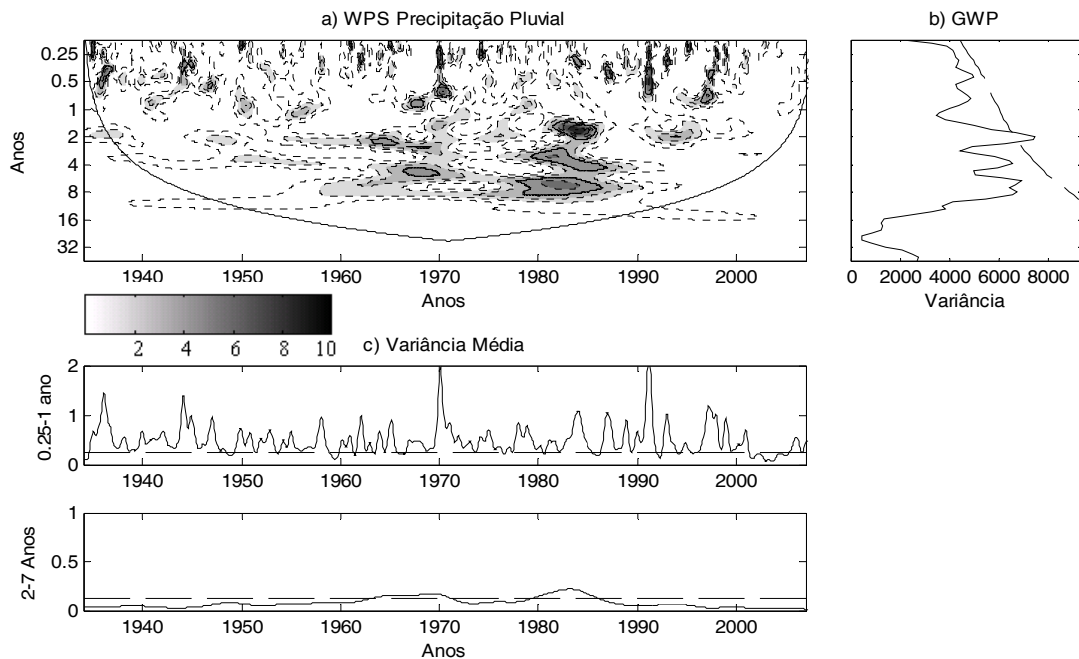 a) WPS Precipitação Pluvial
b) GWP
Anos
0.25
0.5
1
2
4
8
16
32
1940 1950 1960 1970 1980 1990 2000
Anos
0 2000 4000 6000 8000
Variância
2 4 6 8 10
c) Variância Média
0.25-1 ano
2
1
0
1940 1950 1960 1970 1980 1990 2000
2-7 Anos
1
0.5
0
1940 1950 1960 1970 1980 1990 2000
Anos